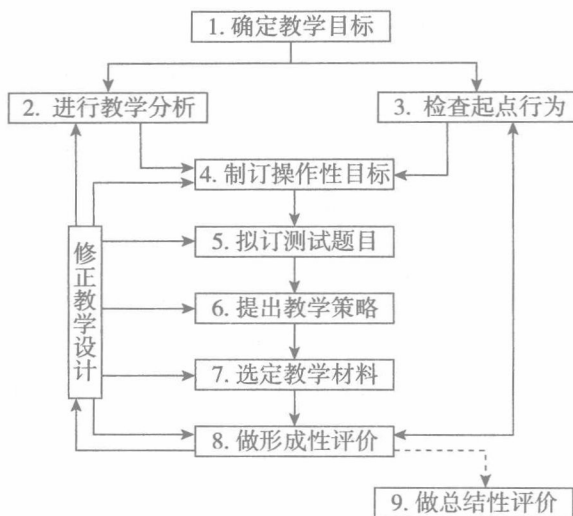 1. 确定教学目标
2. 进行教学分析
3. 检查起点行为
4. 制订操作性目标
5. 拟订测试题目
修正教学设计
6. 提出教学策略
7. 选定教学材料
8. 做形成性评价
9. 做总结性评价